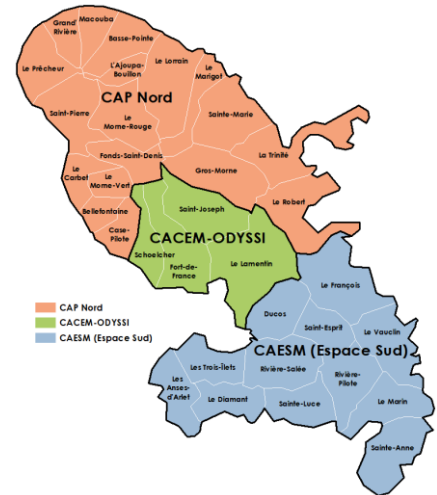 Grand
Rivière
Macouba
Basse-Pointe
Le Prêcheur
L'Ajoupa-
Bouillon
Le Lorrain
Le
Marigot
CAP Nord
Saint-Pierre
Le
Morne-Rouge
Sainte-Marie
Fonds-Saint-Denis
La Trinité
Le
Carbet
Le
Morne-Vert
Gros-Morne
Bellefontaine
Saint-Joseph
Le Robert
Case-
Pilote
CACEM-ODYSSI
Schoelcher
Fort-de-
France
Le Lamentin
Le François
CAP Nord
CACEM-ODYSSI
CAESM (Espace Sud)
Ducos
Saint-Esprit
Le Vauclin
CAESM (Espace Sud)
Les Trois-Îlets
Rivière-Salée
Rivière-
Pilote
Les
Anses-
d'Arlet
Le Diamant
Sainte-Luce
Le Marin
Sainte-Anne